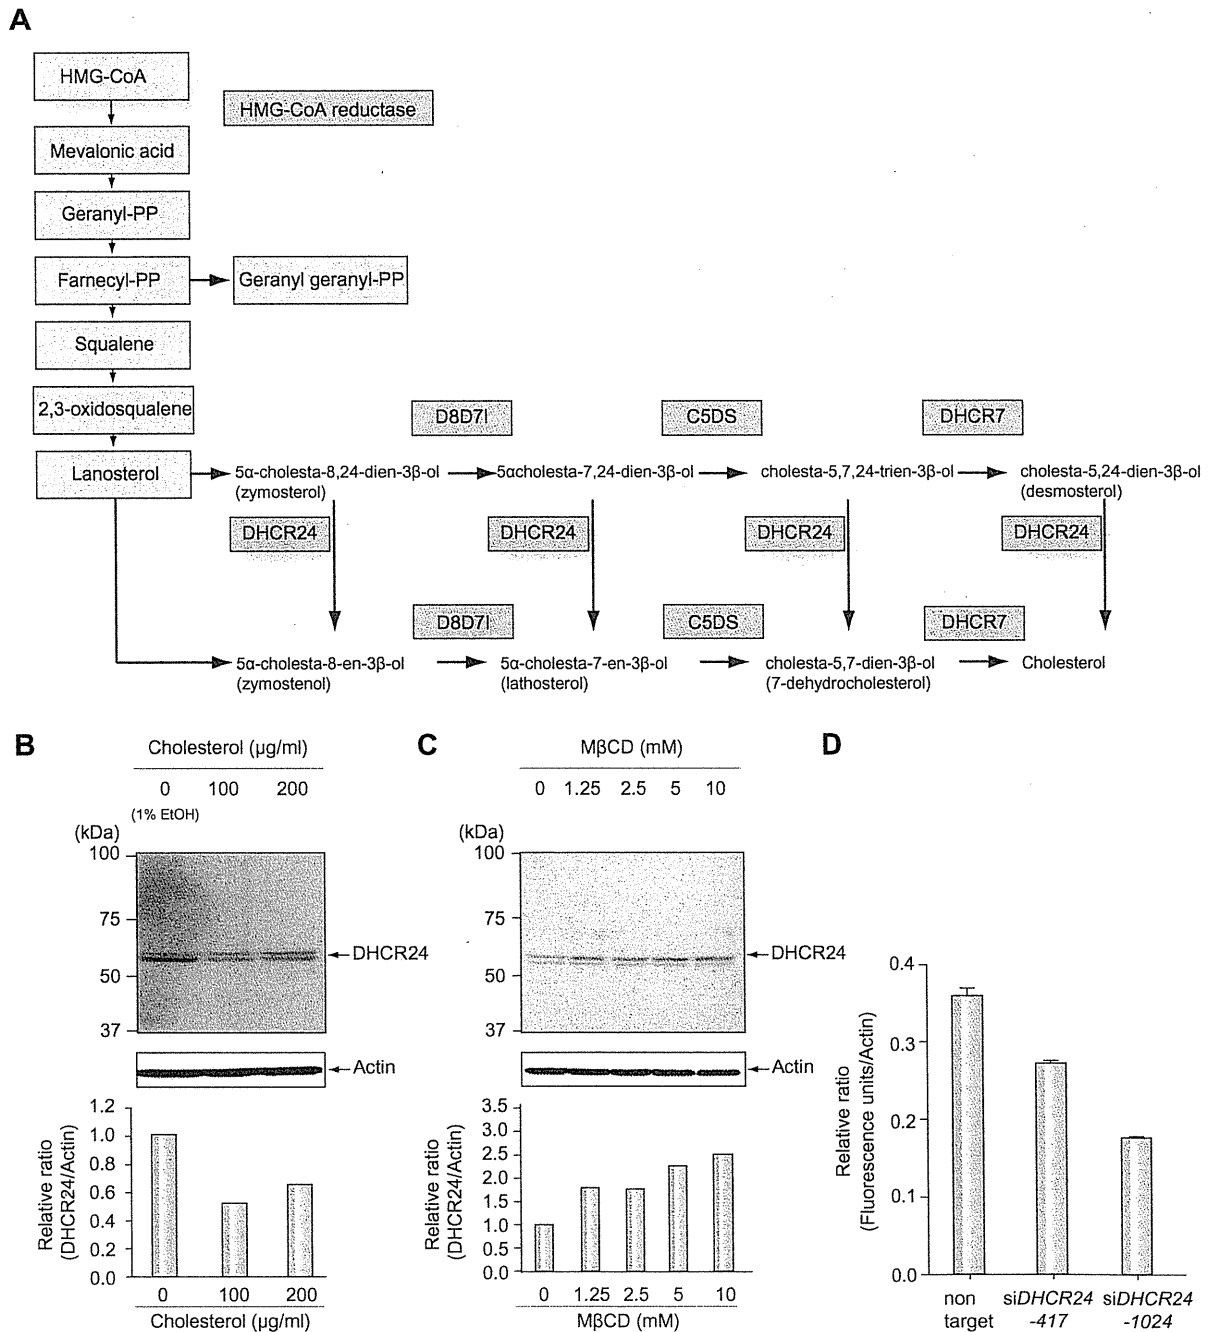 A
HMG-CoA
HMG-CoA reductase
Mevalonic acid
Geranyl-PP
Farnecyl-PP
Geranyl geranyl-PP
Squalene
2,3-oxidosqualene
D8D7I
C5DS
DHCR7
Lanosterol
5α-cholesta-8,24-dien-3β-ol
(zymosterol)
5αcholesta-7,24-dien-3β-ol
cholesta-5,7,24-trien-3β-ol
cholesta-5,24-dien-3β-ol
(desmosterol)
DHCR24
DHCR24
DHCR24
DHCR24
D8D7I
C5DS
DHCR7
5α-cholesta-8-en-3β-ol
(zymostenol)
5α-cholesta-7-en-3β-ol
(lathosterol)
cholesta-5,7-dien-3β-ol
(7-dehydrocholesterol)
Cholesterol
B
Cholesterol (μg/ml)
0 100 200
(1% EtOH)
(kDa)
100
75
50
37
DHCR24
Actin
Relative ratio
(DHCR24/Actin)
1.2
1.0
0.8
0.6
0.4
0.2
0.0
0 100 200
Cholesterol (μg/ml)
C
MβCD (mM)
0 1.25 2.5 5 10
(kDa)
100
75
50
37
DHCR24
Actin
Relative ratio
(DHCR24/Actin)
3.5
3.0
2.5
2.0
1.5
1.0
0.5
0.0
0 1.25 2.5 5 10
MβCD (mM)
D
Relative ratio
(Fluorescence units/Actin)
0.4
0.3
0.2
0.1
0.0
non
target
siDHCR24
-417
siDHCR24
-1024